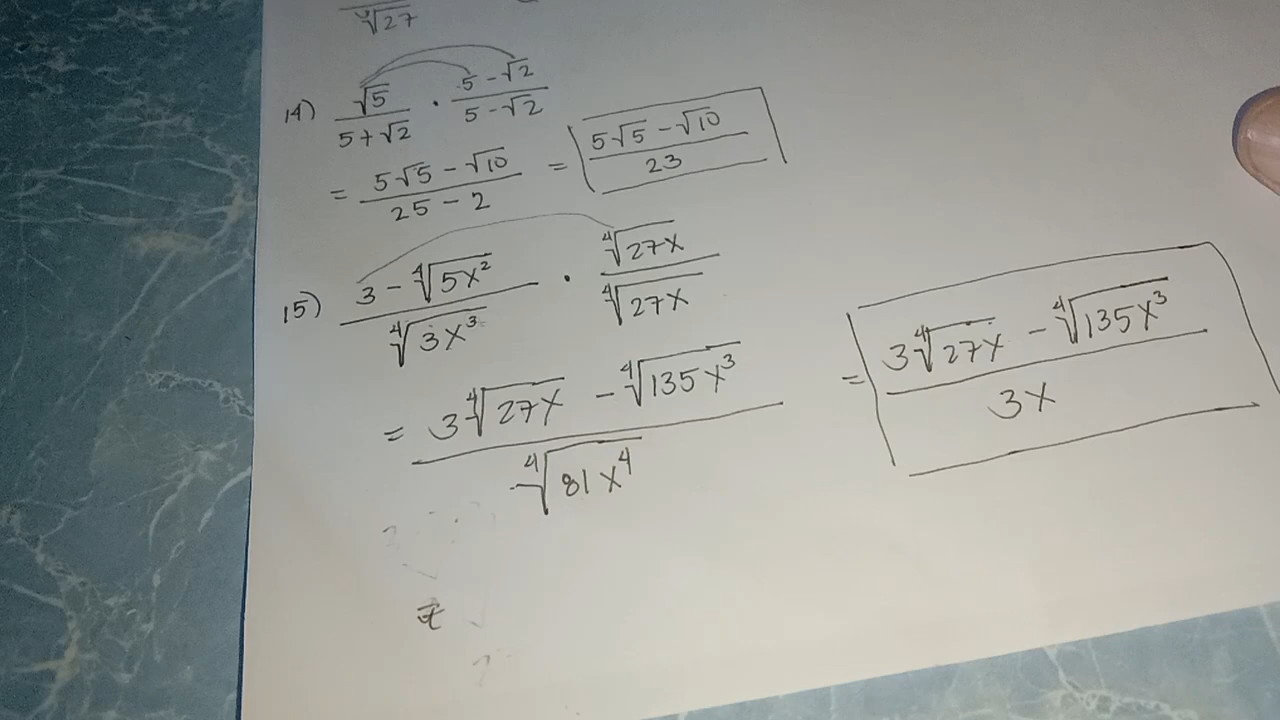 ∜27
14) √5 / 5+√2 · 5-√2 / 5-√2
= 5√5 - √10 / 25 - 2 = 5√5 - √10 / 23
15) 3 - ∜5x² / ∜3x³ · ∜27x / ∜27x
= 3∜27x - ∜135x³ / ∜81x⁴ = 3∜27x - ∜135x³ / 3x